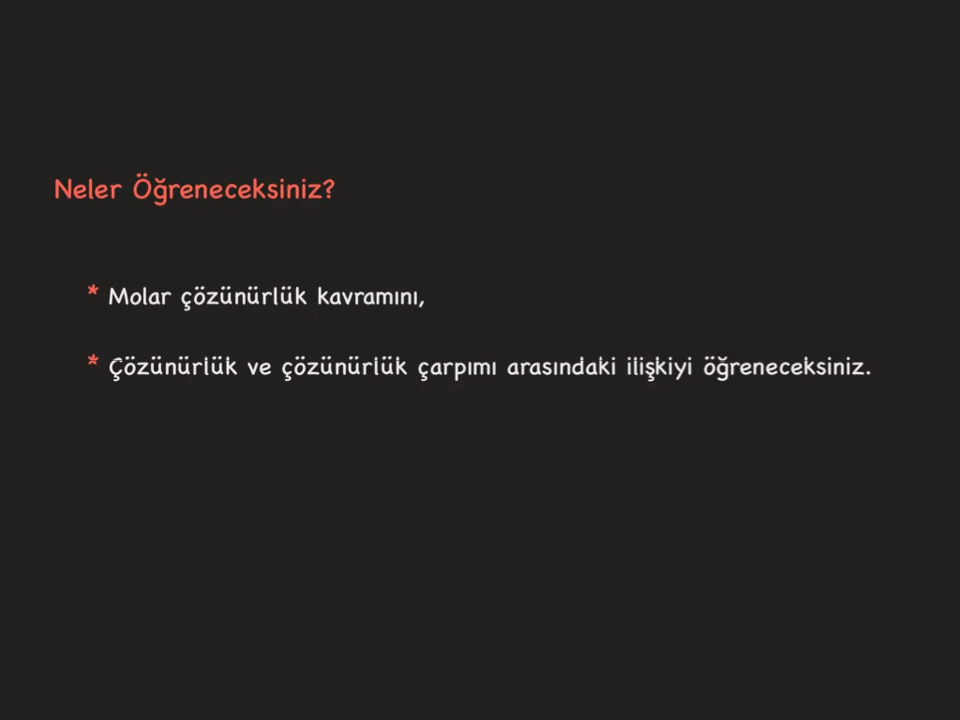 Neler Öğreneceksiniz?
* Molar çözünürlük kavramını,
* Çözünürlük ve çözünürlük çarpımı arasındaki ilişkiyi öğreneceksiniz.